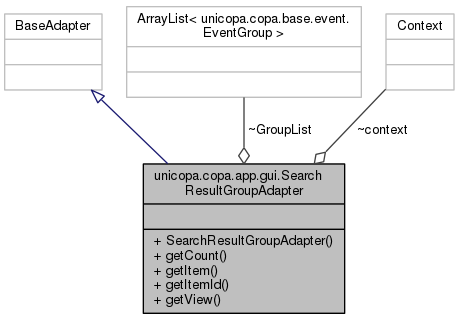 BaseAdapter
ArrayList< unicopa.copa.base.event.
EventGroup >
Context
~GroupList
~context
unicopa.copa.app.gui.Search
ResultGroupAdapter
+ SearchResultGroupAdapter()
+ getCount()
+ getItem()
+ getItemId()
+ getView()